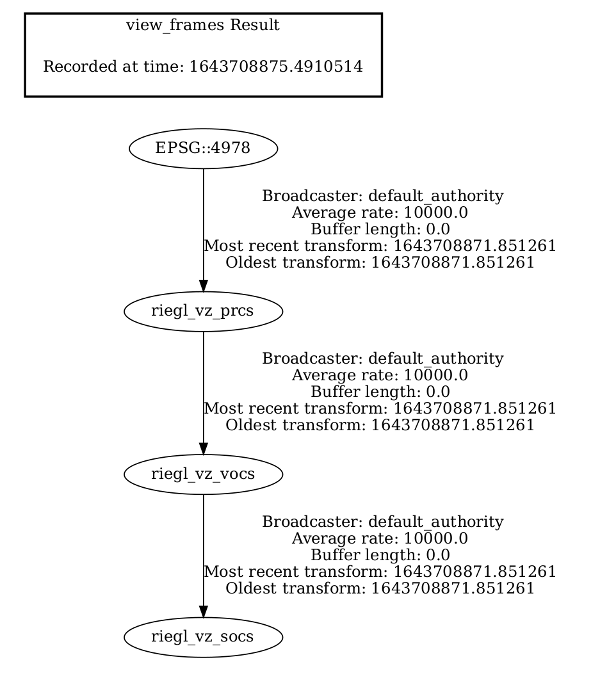 view_frames Result
Recorded at time: 1643708875.4910514
EPSG::4978
Broadcaster: default_authority
Average rate: 10000.0
Buffer length: 0.0
Most recent transform: 1643708871.851261
Oldest transform: 1643708871.851261
riegl_vz_prcs
Broadcaster: default_authority
Average rate: 10000.0
Buffer length: 0.0
Most recent transform: 1643708871.851261
Oldest transform: 1643708871.851261
riegl_vz_vocs
Broadcaster: default_authority
Average rate: 10000.0
Buffer length: 0.0
Most recent transform: 1643708871.851261
Oldest transform: 1643708871.851261
riegl_vz_socs